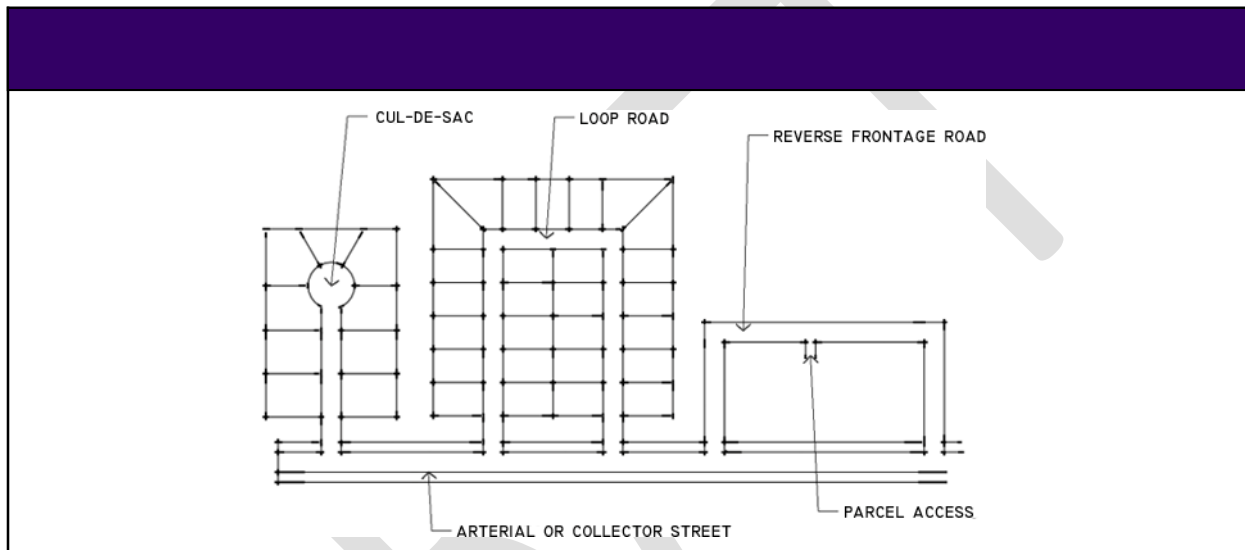 CUL-DE-SAC
LOOP ROAD
REVERSE FRONTAGE ROAD
PARCEL ACCESS
ARTERIAL OR COLLECTOR STREET